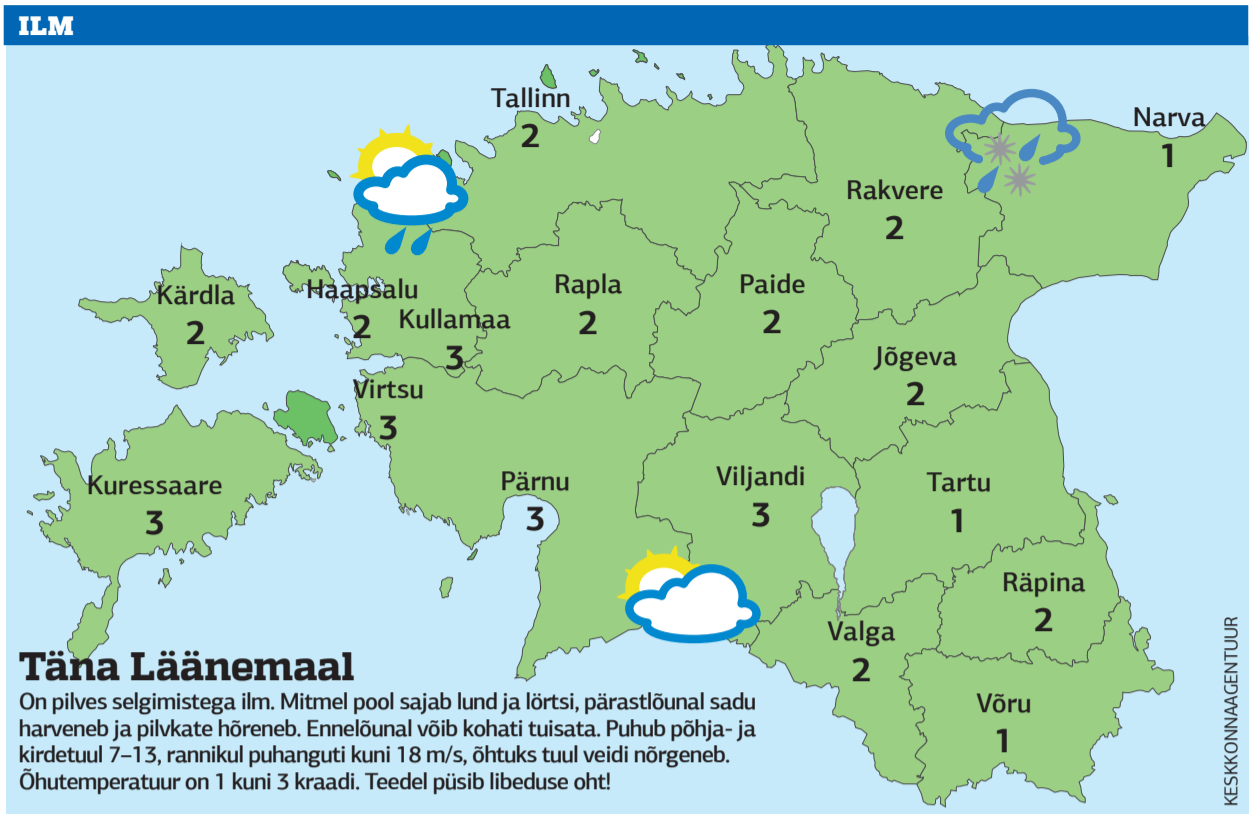 ILM
Tallinn
2
Narva
1
Rakvere
2
Kärdla
2
Haapsalu
2
Kullamaa
3
Rapla
2
Paide
2
Jõgeva
2
Virtsu
3
Kuressaare
3
Pärnu
3
Viljandi
3
Tartu
1
Räpina
2
Valga
2
Võru
1
Täna Läänemaal
On pilves selgimistega ilm. Mitmel pool sajab lund ja lörtsi, pärastlõunal sadu
harveneb ja pilvkate hõreneb. Ennelõunal võib kohati tuisata. Puhub põhja- ja
kirdetuul 7–13, rannikul puhanguti kuni 18 m/s, õhtuks tuul veidi nõrgeneb.
Õhutemperatuur on 1 kuni 3 kraadi. Teedel püsib libeduse oht!
KESKKONNAAGENTUUR